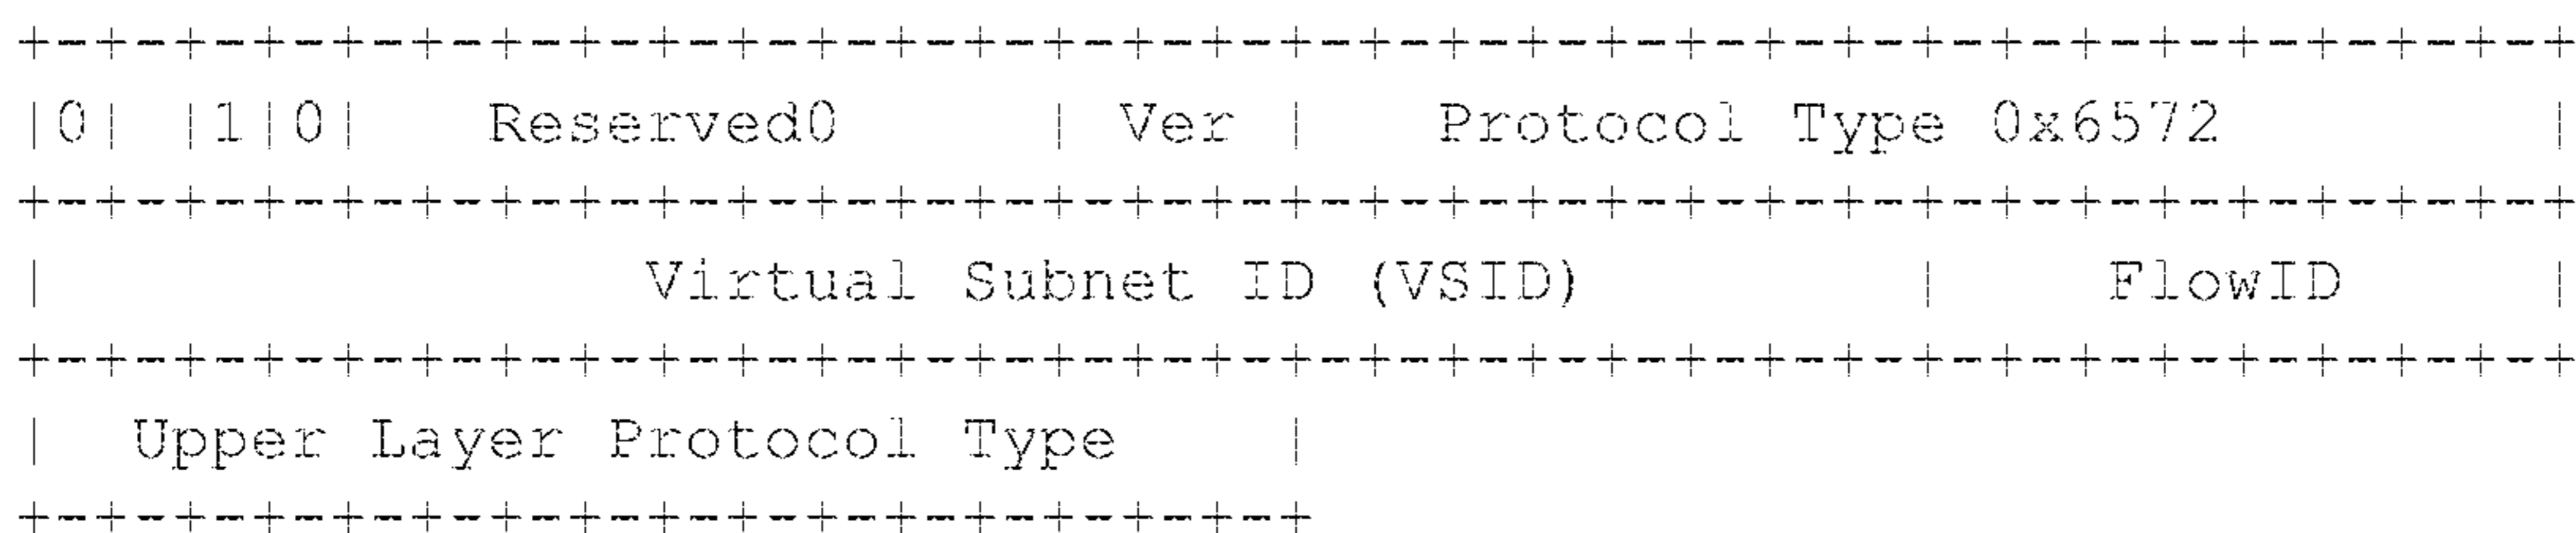 +-+-+-+-+-+-+-+-+-+-+-+-+-+-+-+-+-+-+-+-+-+-+-+-+-+-+-+-+-+-+-+-+
|0| |1|0|   Reserved0     | Ver |   Protocol Type 0x6572        |
+-+-+-+-+-+-+-+-+-+-+-+-+-+-+-+-+-+-+-+-+-+-+-+-+-+-+-+-+-+-+-+-+
|               Virtual Subnet ID (VSID)        |    FlowID     |
+-+-+-+-+-+-+-+-+-+-+-+-+-+-+-+-+-+-+-+-+-+-+-+-+-+-+-+-+-+-+-+-+
|  Upper Layer Protocol Type    |
+-+-+-+-+-+-+-+-+-+-+-+-+-+-+-+-+